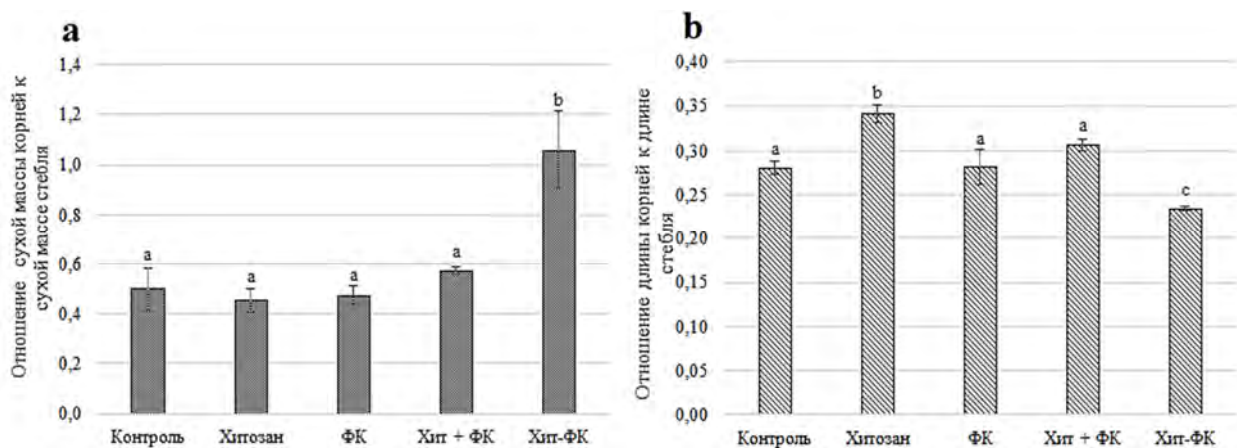 a
Отношение сухой массы корней к
сухой массе стебля
1,4
1,2
1,0
0,8
0,6
0,4
0,2
0,0
a
a
a
a
b
Контроль
Хитозан
ФК
Хит + ФК
Хит-ФК
b
Отношение длины корней к длине
стебля
0,40
0,35
0,30
0,25
0,20
0,15
0,10
0,05
0,00
a
b
a
a
c
Контроль
Хитозан
ФК
Хит + ФК
Хит-ФК